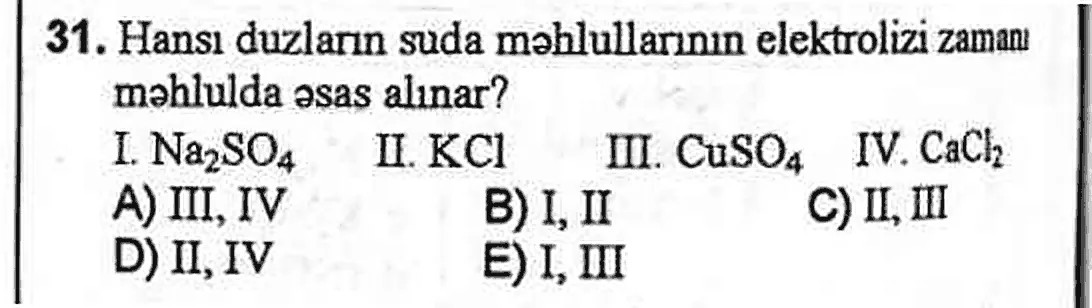 31. Hansı duzların suda məhlullarının elektrolizi zamanı
məhlulda əsas alınar?
I. Na₂SO₄ II. KCl III. CuSO₄ IV. CaCl₂
A) III, IV B) I, II C) II, III
D) II, IV E) I, III